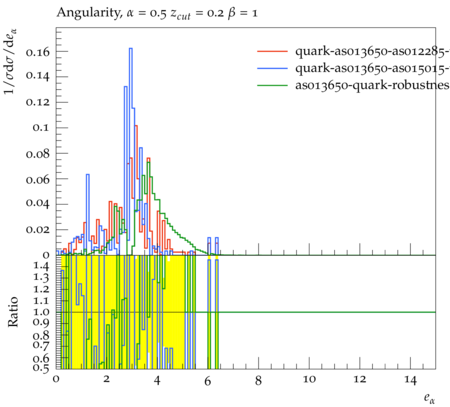 Angularity, α = 0.5 z_cut = 0.2 β = 1
1/σdσ/de_α
0.16
0.14
0.12
0.1
0.08
0.06
0.04
0.02
0
quark-as013650-as012285-
quark-as013650-as015015-
as013650-quark-robustnes
Ratio
1.4
1.3
1.2
1.1
1.0
0.9
0.8
0.7
0.6
0.5
0 2 4 6 8 10 12 14
e_α